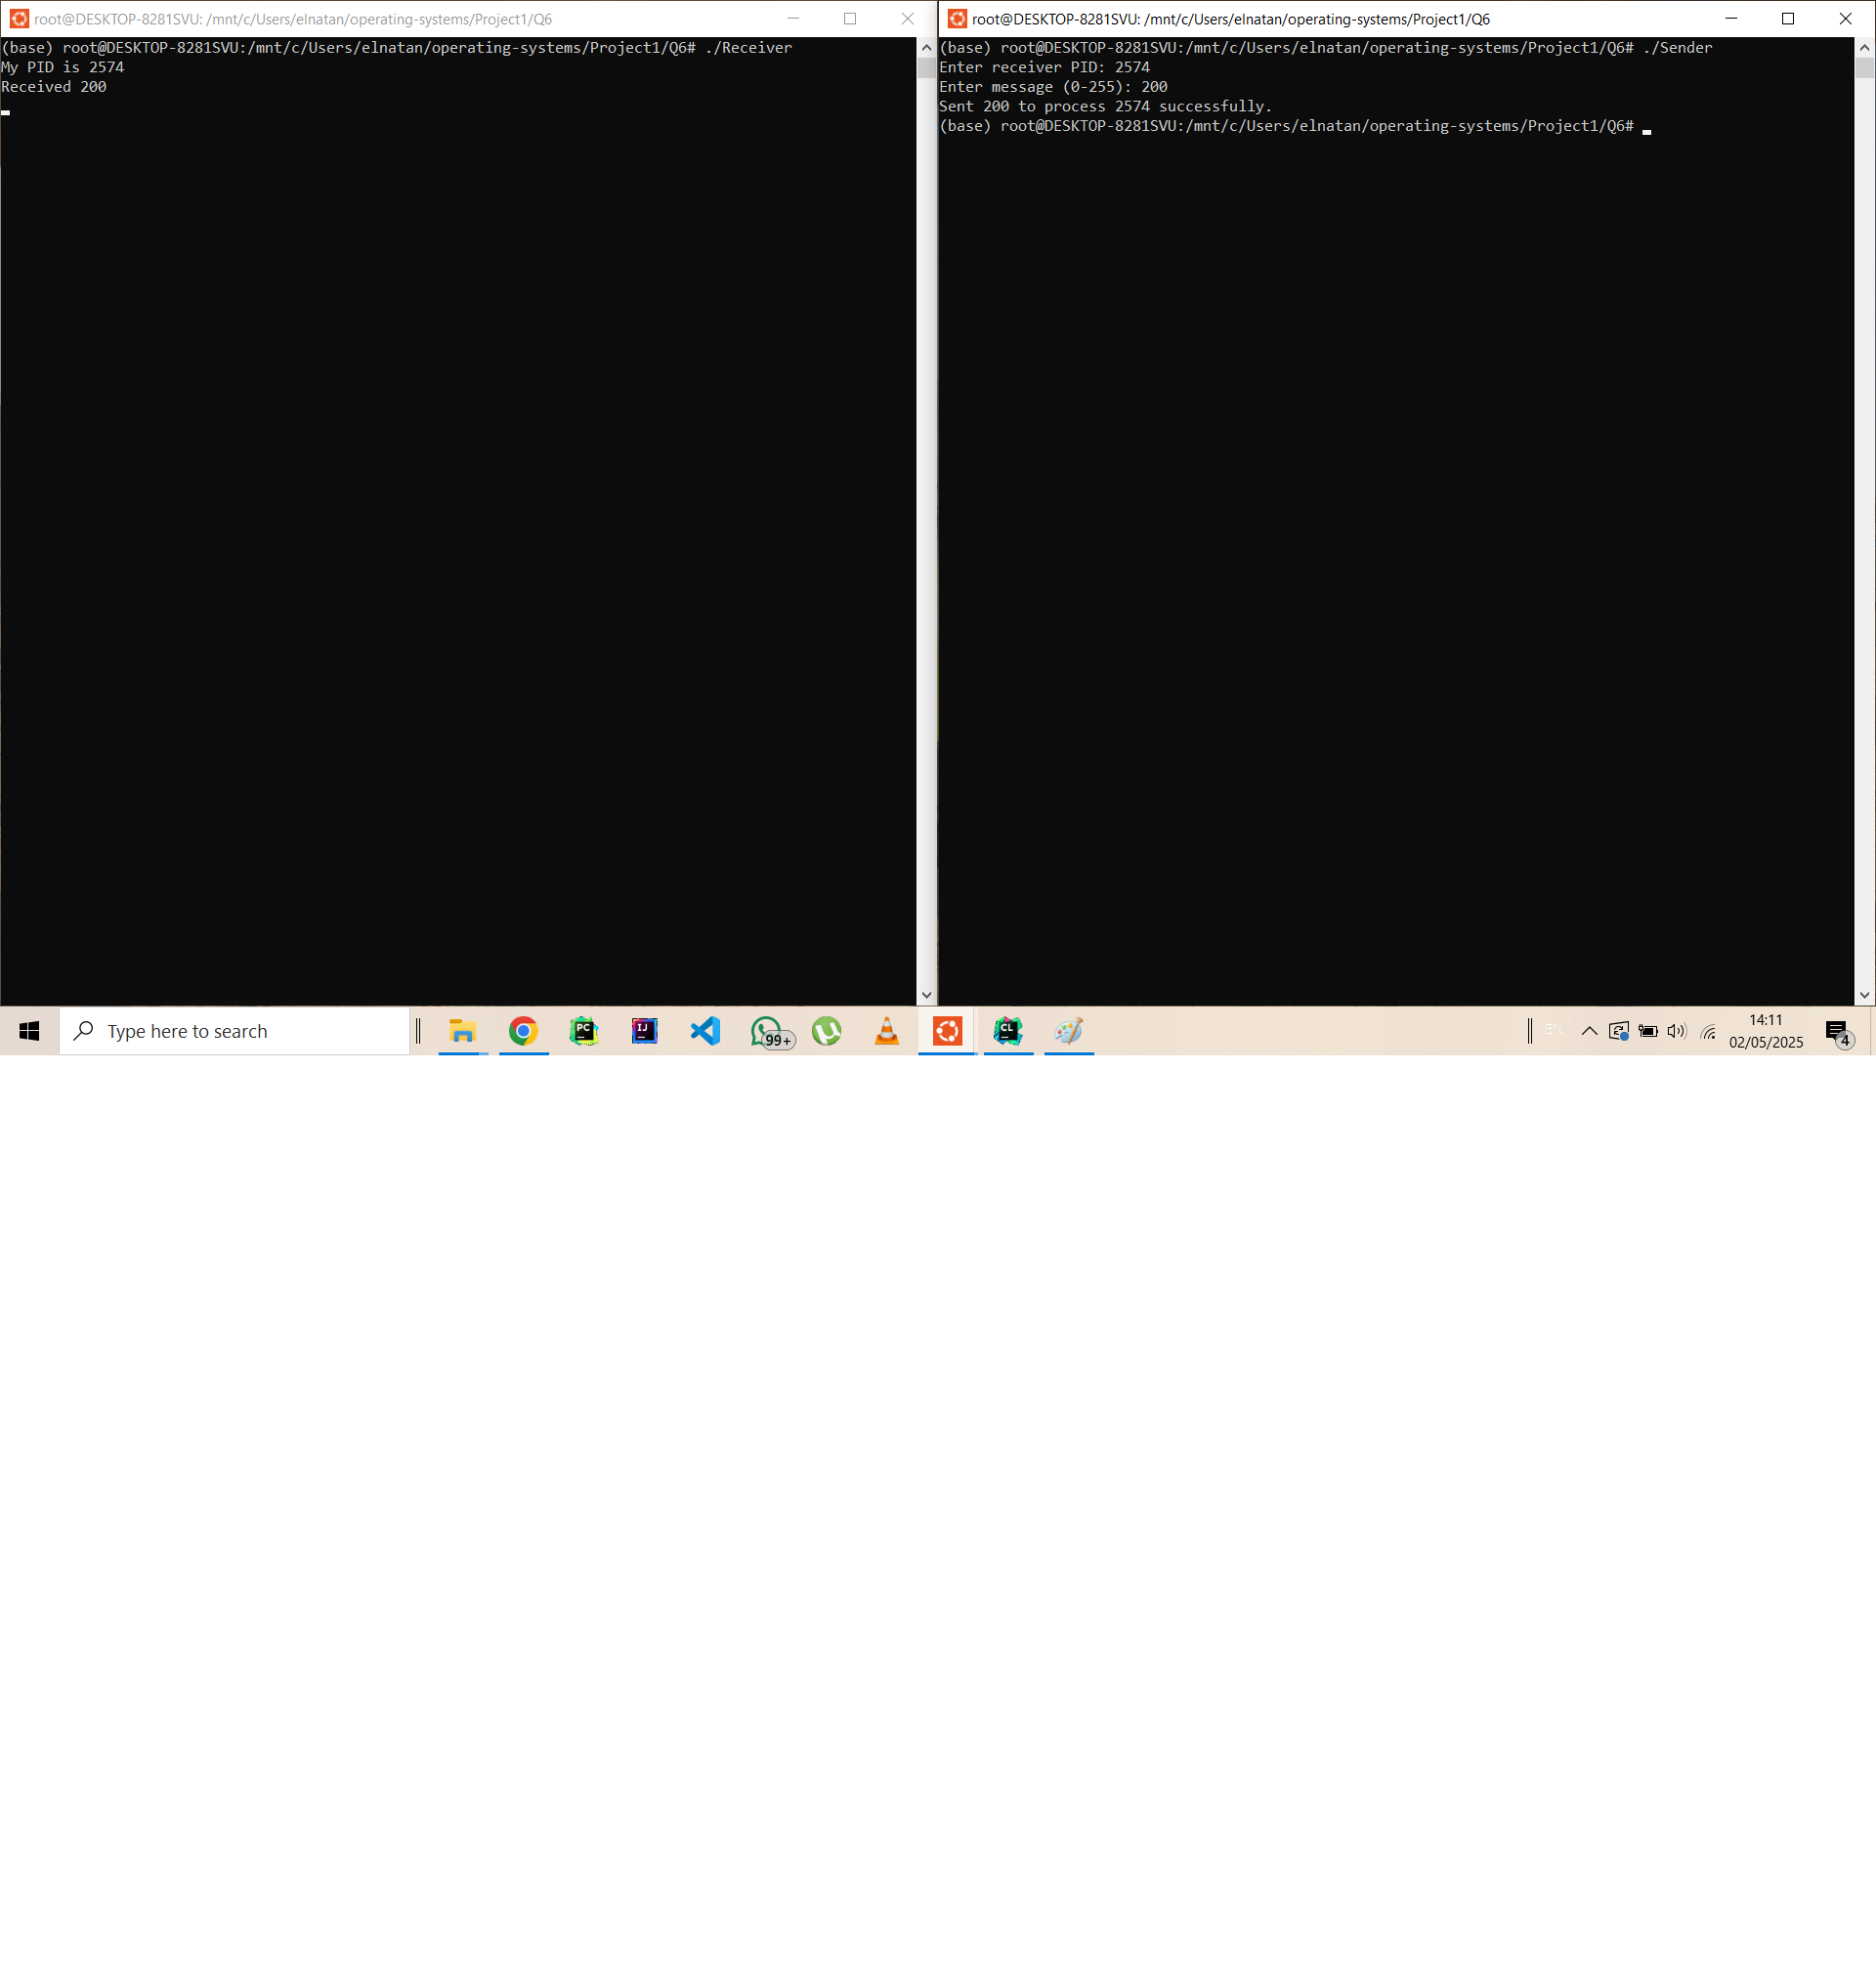 root@DESKTOP-8281SVU: /mnt/c/Users/elnatan/operating-systems/Project1/Q6
(base) root@DESKTOP-8281SVU:/mnt/c/Users/elnatan/operating-systems/Project1/Q6# ./Receiver
My PID is 2574
Received 200
root@DESKTOP-8281SVU: /mnt/c/Users/elnatan/operating-systems/Project1/Q6
(base) root@DESKTOP-8281SVU:/mnt/c/Users/elnatan/operating-systems/Project1/Q6# ./Sender
Enter receiver PID: 2574
Enter message (0-255): 200
Sent 200 to process 2574 successfully.
(base) root@DESKTOP-8281SVU:/mnt/c/Users/elnatan/operating-systems/Project1/Q6#
Type here to search
PC
IJ
99+
CL
EN
14:11
02/05/2025
4